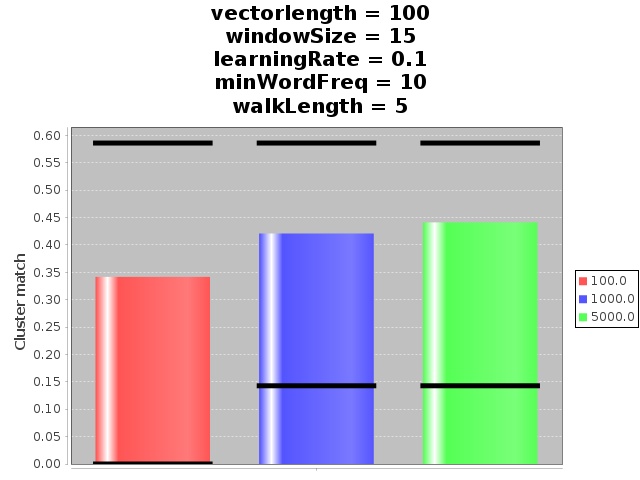 vectorlength = 100
windowSize = 15
learningRate = 0.1
minWordFreq = 10
walkLength = 5
0.60
0.55
0.50
0.45
0.40
0.35
0.30
0.25
0.20
0.15
0.10
0.05
0.00
Cluster match
100.0
1000.0
5000.0